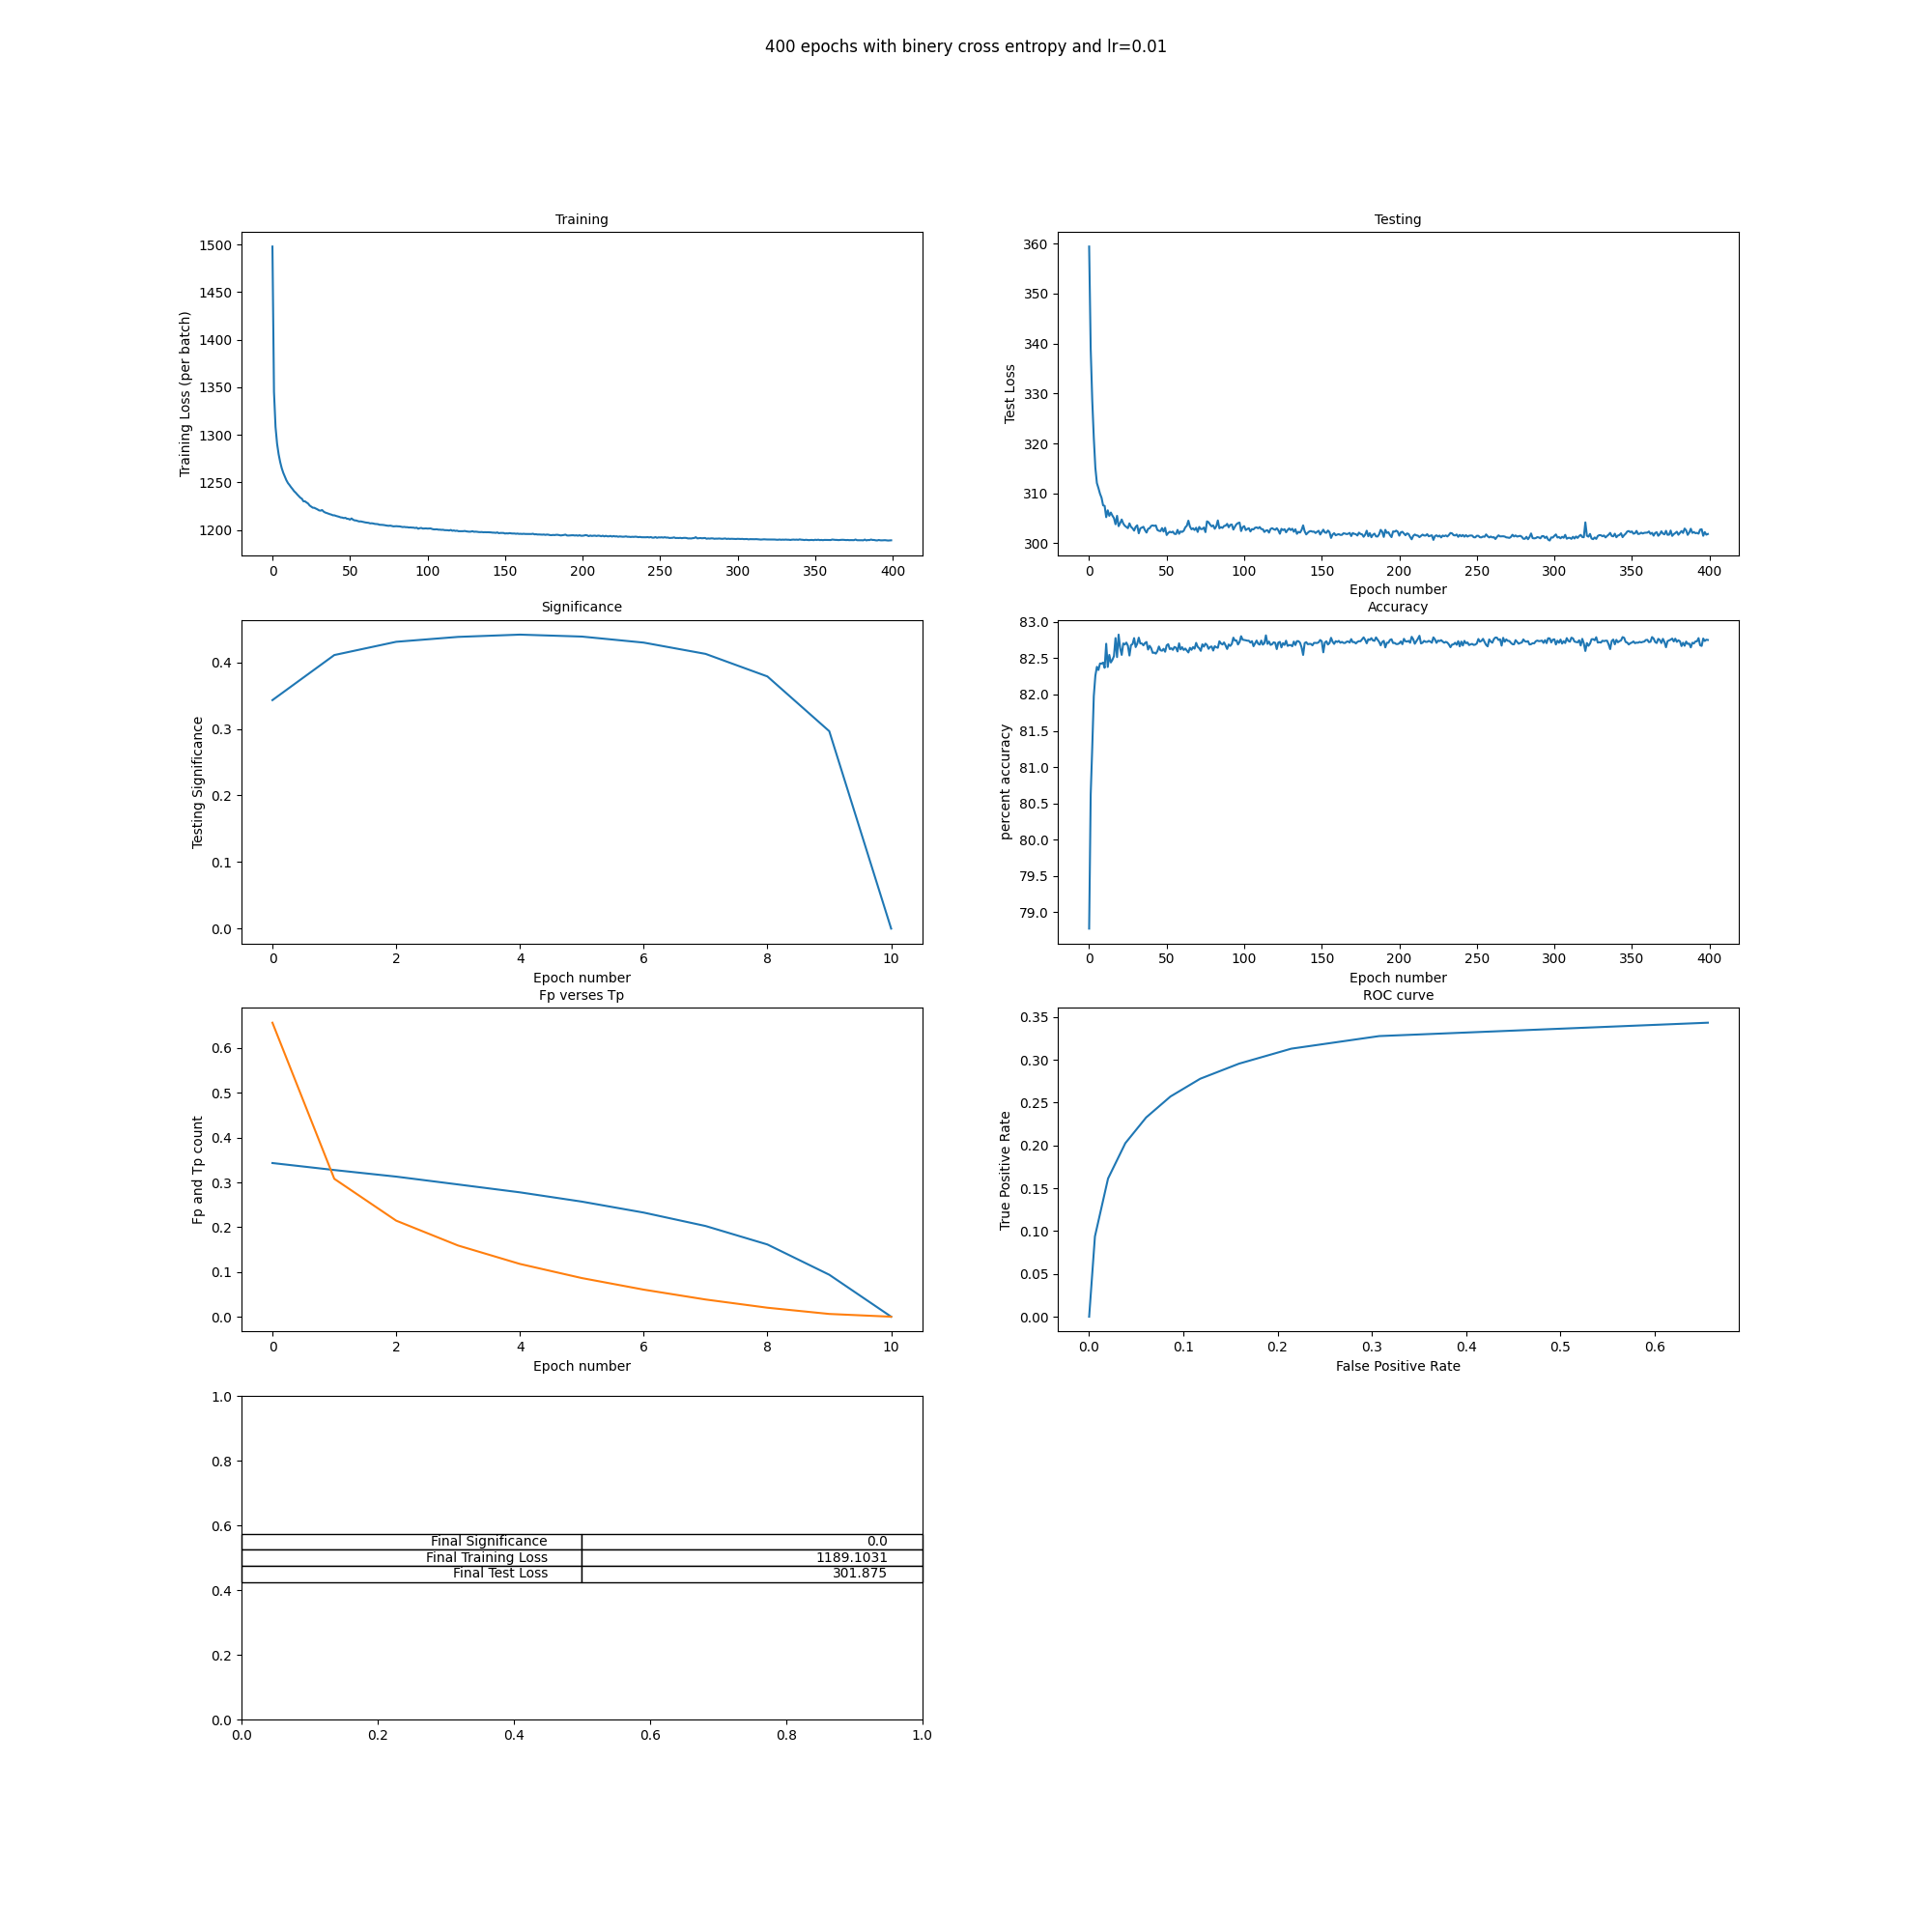 400 epochs with binery cross entropy and lr=0.01
Training
Training Loss (per batch)
1500
1450
1400
1350
1300
1250
1200
0 50 100 150 200 250 300 350 400
Testing
Test Loss
360
350
340
330
320
310
300
0 50 100 150 200 250 300 350 400
Epoch number
Significance
Testing Significance
0.4
0.3
0.2
0.1
0.0
0 2 4 6 8 10
Epoch number
Accuracy
percent accuracy
83.0
82.5
82.0
81.5
81.0
80.5
80.0
79.5
79.0
0 50 100 150 200 250 300 350 400
Epoch number
Fp verses Tp
Fp and Tp count
0.6
0.5
0.4
0.3
0.2
0.1
0.0
0 2 4 6 8 10
Epoch number
ROC curve
True Positive Rate
0.35
0.30
0.25
0.20
0.15
0.10
0.05
0.00
0.0 0.1 0.2 0.3 0.4 0.5 0.6
False Positive Rate
1.0
0.8
0.6
0.4
0.2
0.0
Final Significance 0.0
Final Training Loss 1189.1031
Final Test Loss 301.875
0.0 0.2 0.4 0.6 0.8 1.0